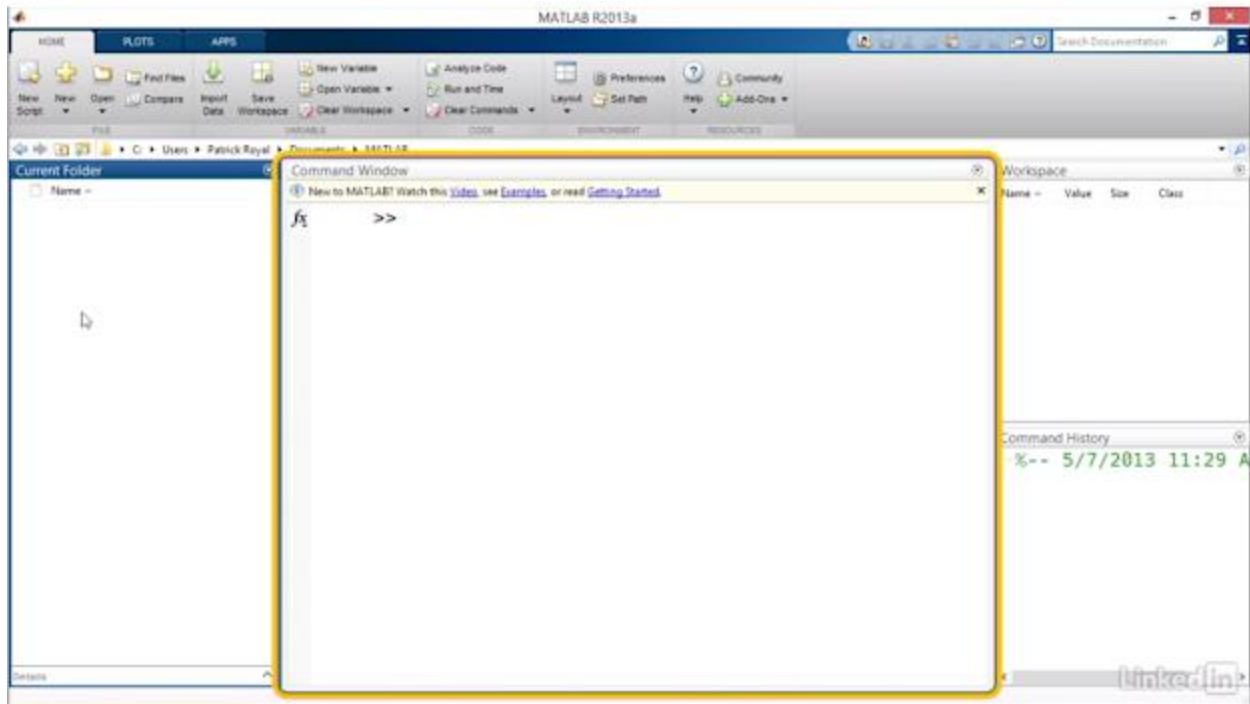 MATLAB R2013a
HOME PLOTS APPS
Search Documentation
New Script
New
Open
Find Files
Compare
Import Data
Save Workspace
New Variable
Open Variable
Clear Workspace
Analyze Code
Run and Time
Clear Commands
Layout
Preferences
Set Path
Help
Community
Add-Ons
FILE VARIABLE CODE ENVIRONMENT RESOURCES
C: Users Patrick Royal Documents MATLAB
Current Folder
Name
Command Window
New to MATLAB? Watch this Video, see Examples, or read Getting Started.
fx >>
Workspace
Name Value Size Class
Command History
%-- 5/7/2013 11:29 A
Details
Linked in